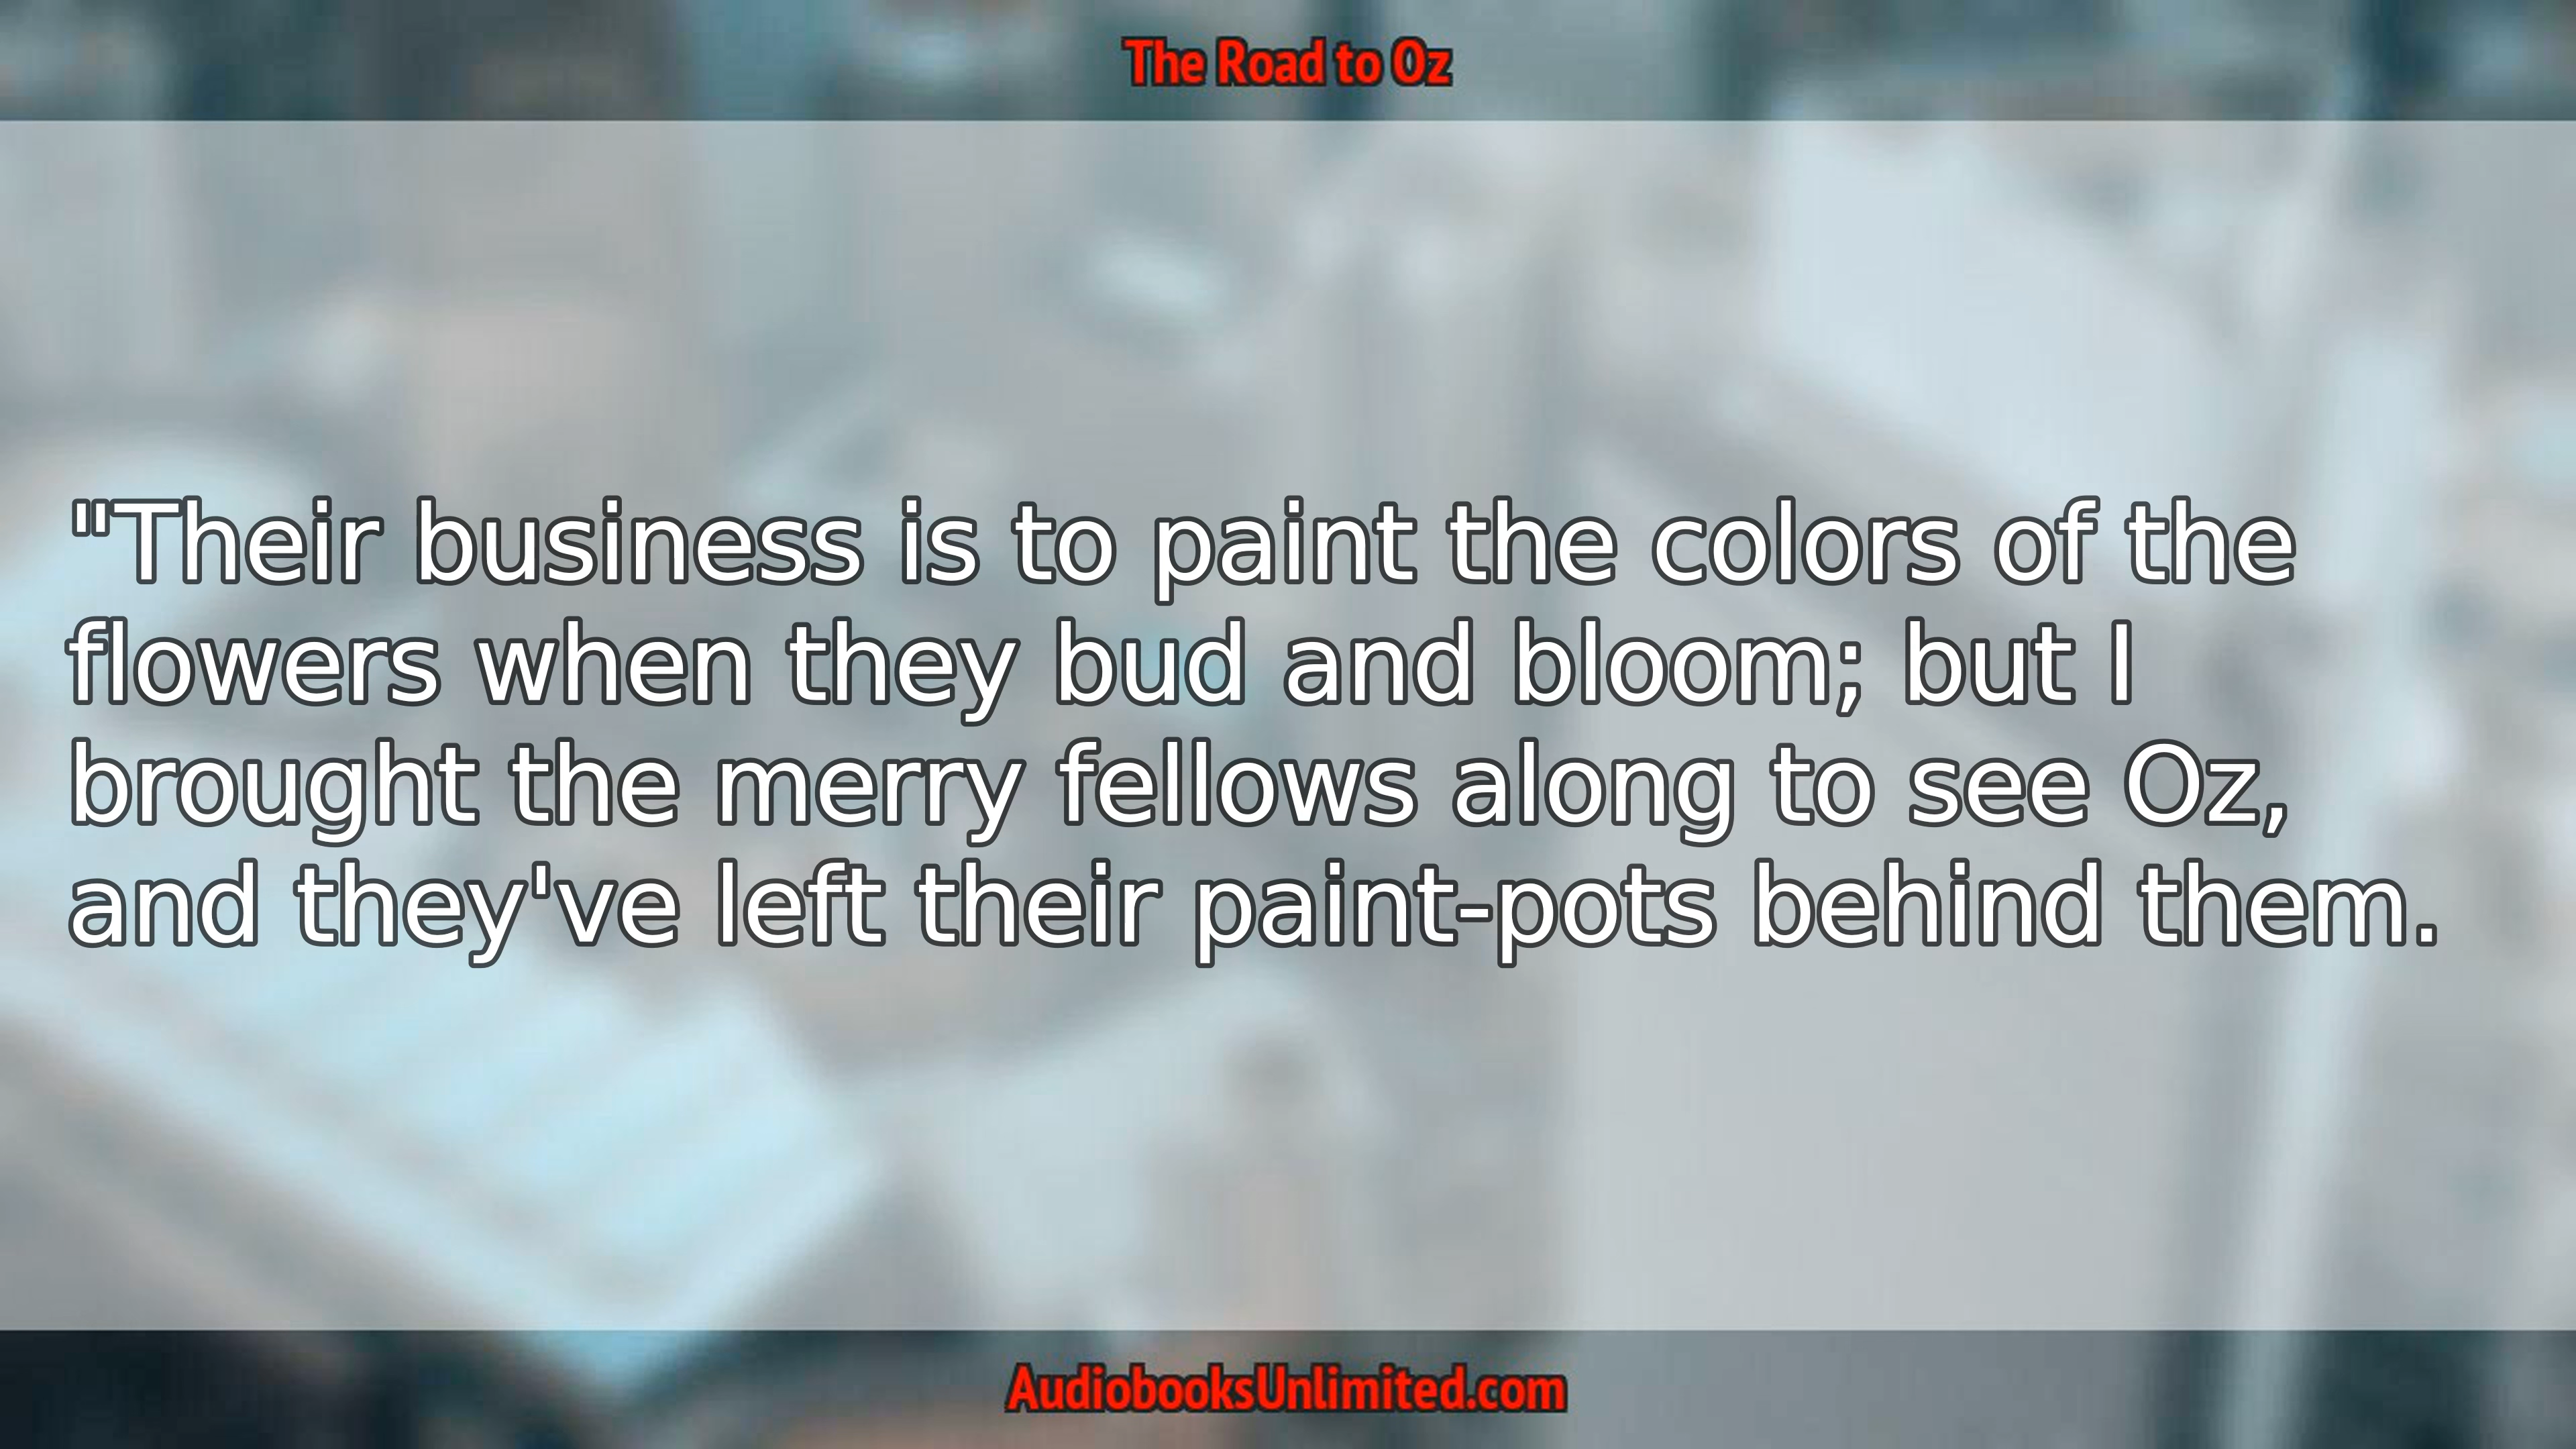 The Road to Oz
"Their business is to paint the colors of the
flowers when they bud and bloom; but I
brought the merry fellows along to see Oz,
and they've left their paint-pots behind them.
AudiobooksUnlimited.com